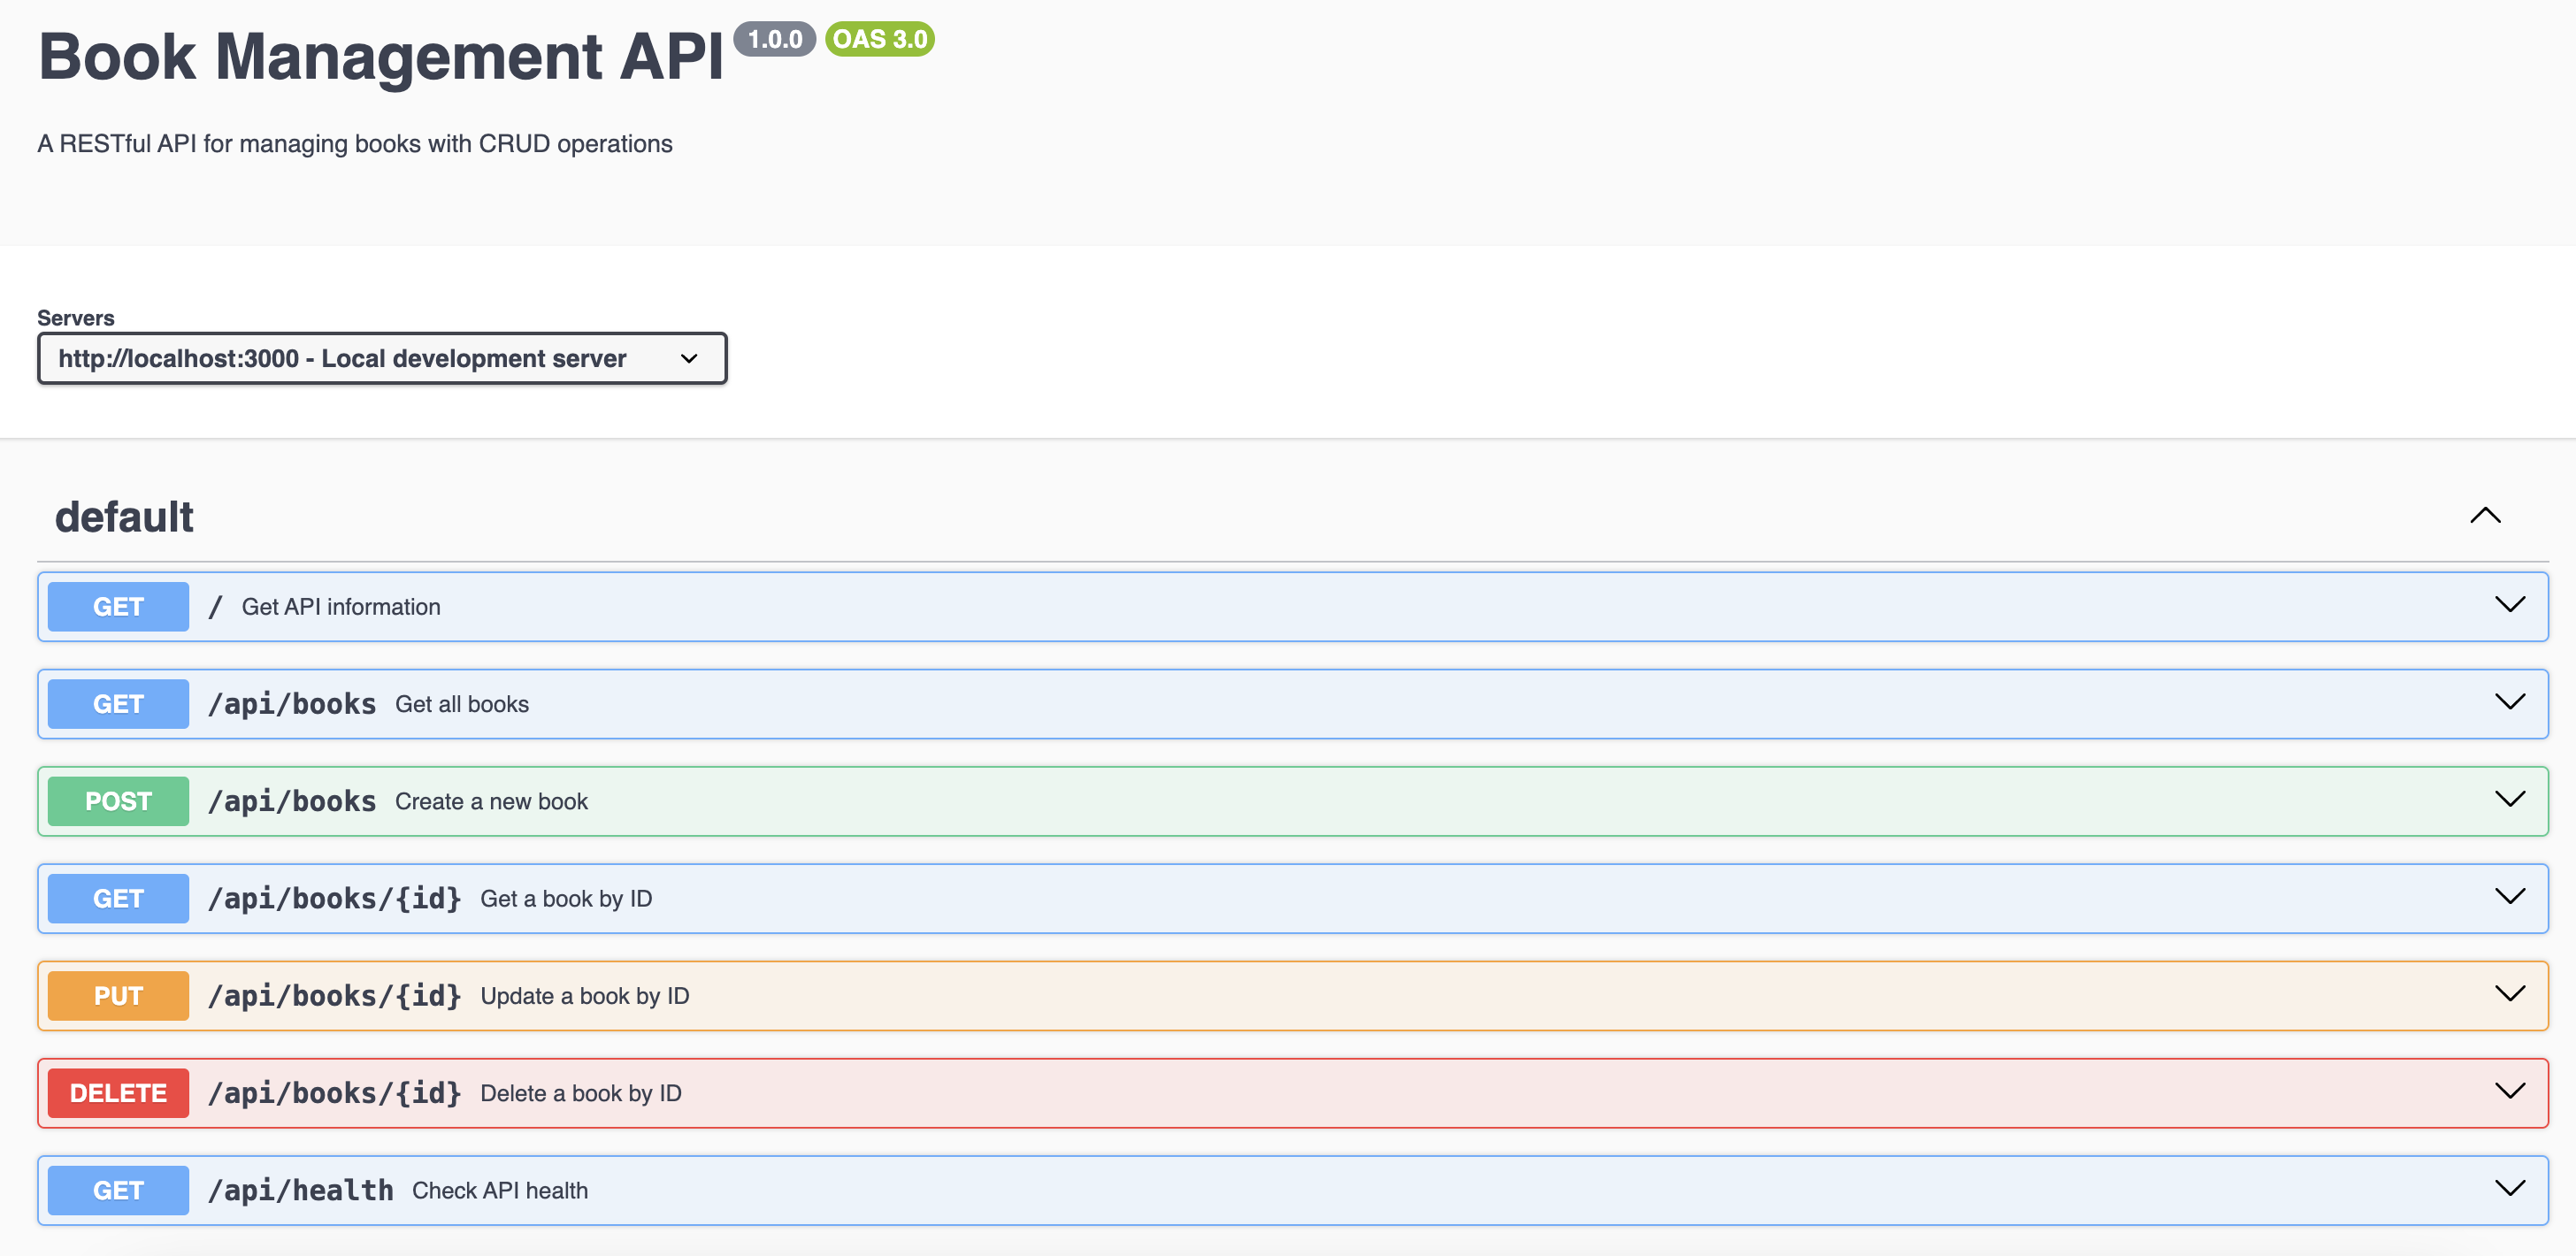 Book Management API 1.0.0 OAS 3.0
A RESTful API for managing books with CRUD operations
Servers
http://localhost:3000 - Local development server
default
GET / Get API information
GET /api/books Get all books
POST /api/books Create a new book
GET /api/books/{id} Get a book by ID
PUT /api/books/{id} Update a book by ID
DELETE /api/books/{id} Delete a book by ID
GET /api/health Check API health